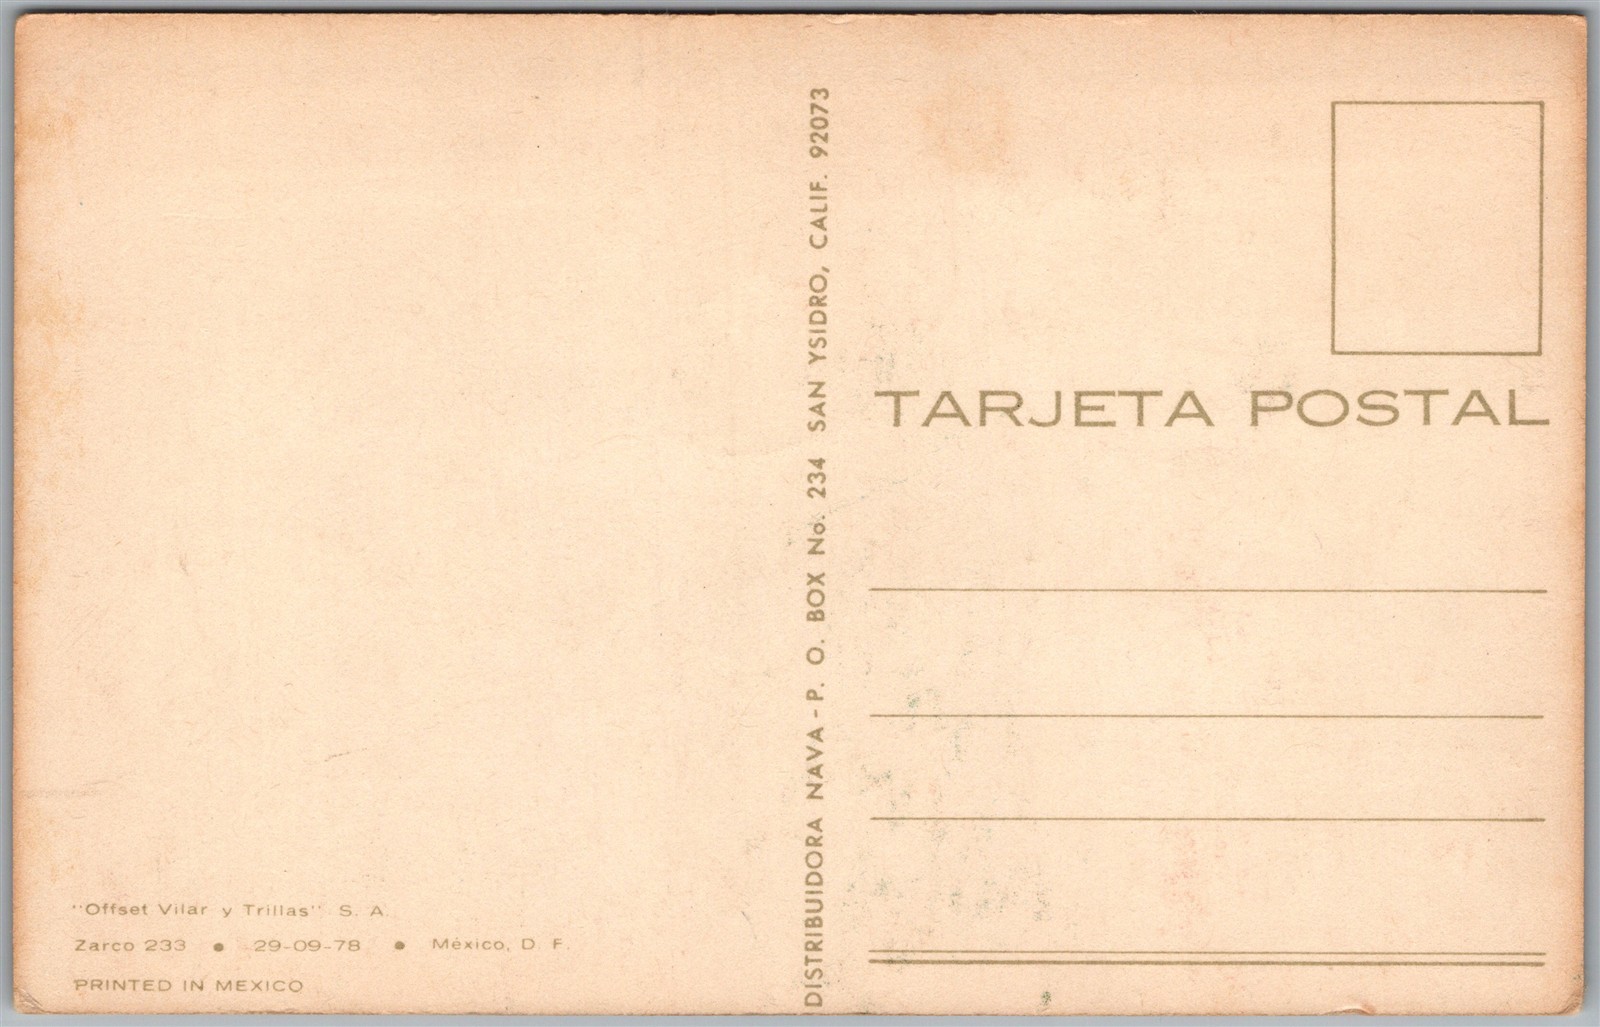 "Offset Vilar y Trillas" S. A.
Zarco 233 • 29-09-78 • México, D. F.
PRINTED IN MEXICO
DISTRIBUIDORA NAVA - P. O. BOX No. 234 SAN YSIDRO, CALIF. 92073
TARJETA POSTAL